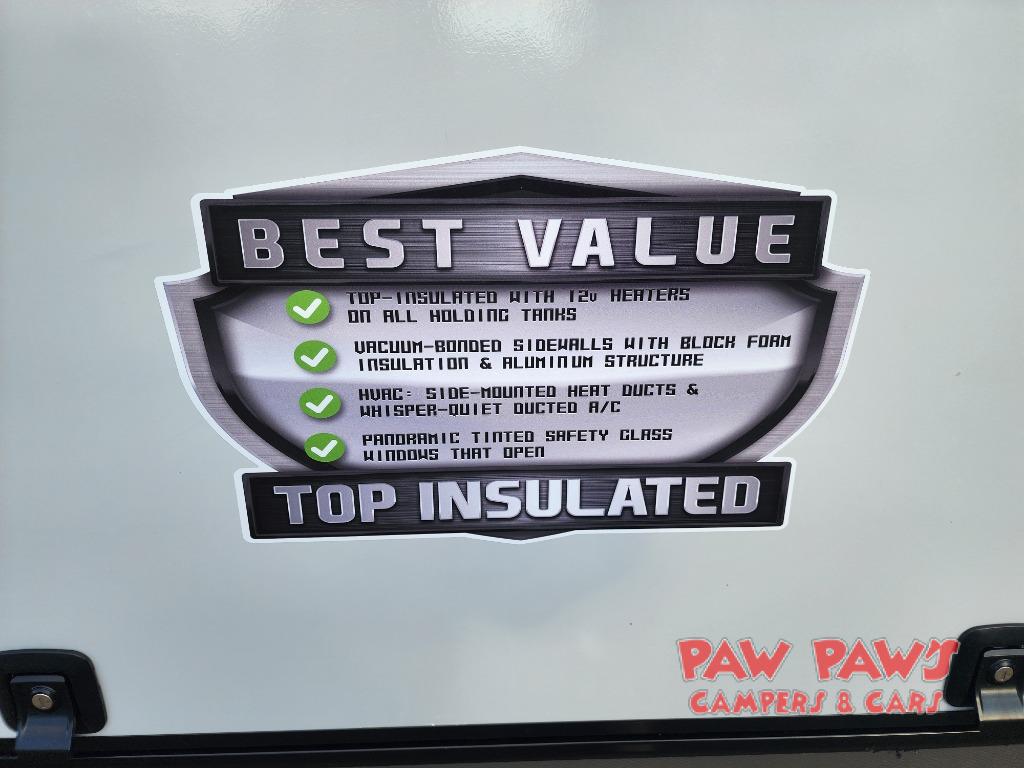 BEST VALUE
TOP-INSULATED WITH 12v HEATERS
ON ALL HOLDING TANKS
VACUUM-BONDED SIDEWALLS WITH BLOCK FORM
INSULATION & ALUMINUM STRUCTURE
HVAC: SIDE-MOUNTED HEAT DUCTS &
WHISPER-QUIET DUCTED A/C
PANORAMIC TINTED SAFETY GLASS
WINDOWS THAT OPEN
TOP INSULATED
PAW PAW'S
CAMPERS & CARS